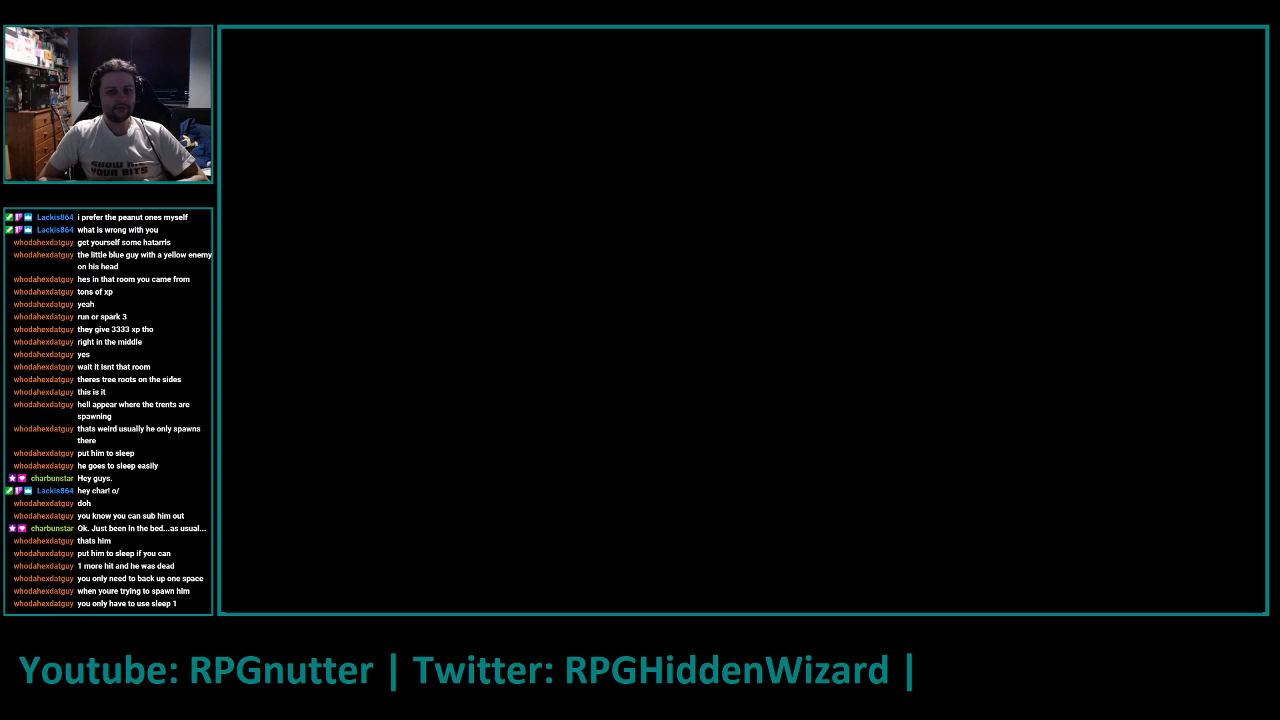 SHOW ME
YOUR BITS
Lackis864 i prefer the peanut ones myself
Lackis864 what is wrong with you
whodahexdatguy get yourself some hatarris
whodahexdatguy the little blue guy with a yellow enemy
on his head
whodahexdatguy hes in that room you came from
whodahexdatguy tons of xp
whodahexdatguy yeah
whodahexdatguy run or spark 3
whodahexdatguy they give 3333 xp tho
whodahexdatguy right in the middle
whodahexdatguy yes
whodahexdatguy wait it isnt that room
whodahexdatguy theres tree roots on the sides
whodahexdatguy this is it
whodahexdatguy hell appear where the trents are
spawning
whodahexdatguy thats weird usually he only spawns
there
whodahexdatguy put him to sleep
whodahexdatguy he goes to sleep easily
charbunstar Hey guys.
Lackis864 hey char! o/
whodahexdatguy doh
whodahexdatguy you know you can sub him out
charbunstar Ok. Just been in the bed...as usual...
whodahexdatguy thats him
whodahexdatguy put him to sleep if you can
whodahexdatguy 1 more hit and he was dead
whodahexdatguy you only need to back up one space
whodahexdatguy when youre trying to spawn him
whodahexdatguy you only have to use sleep 1
Youtube: RPGnutter | Twitter: RPGHiddenWizard |